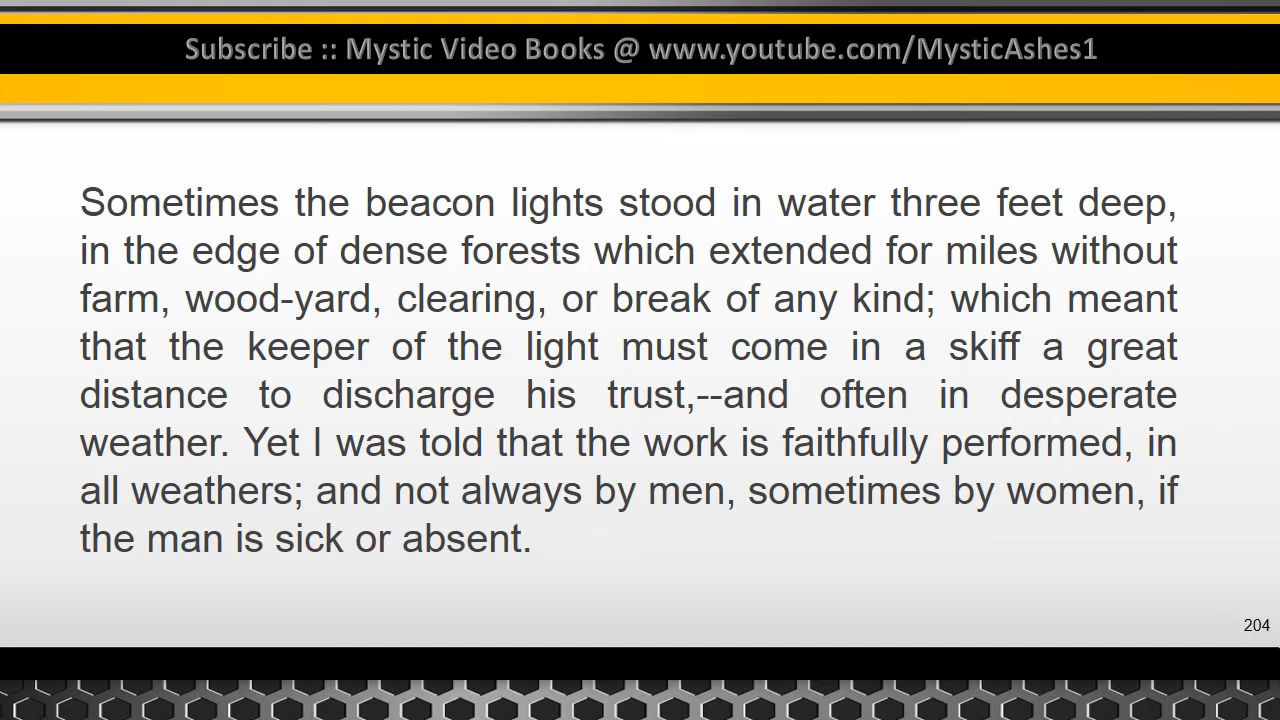 Subscribe :: Mystic Video Books @ www.youtube.com/MysticAshes1
Sometimes the beacon lights stood in water three feet deep,
in the edge of dense forests which extended for miles without
farm, wood-yard, clearing, or break of any kind; which meant
that the keeper of the light must come in a skiff a great
distance to discharge his trust,--and often in desperate
weather. Yet I was told that the work is faithfully performed, in
all weathers; and not always by men, sometimes by women, if
the man is sick or absent.
204